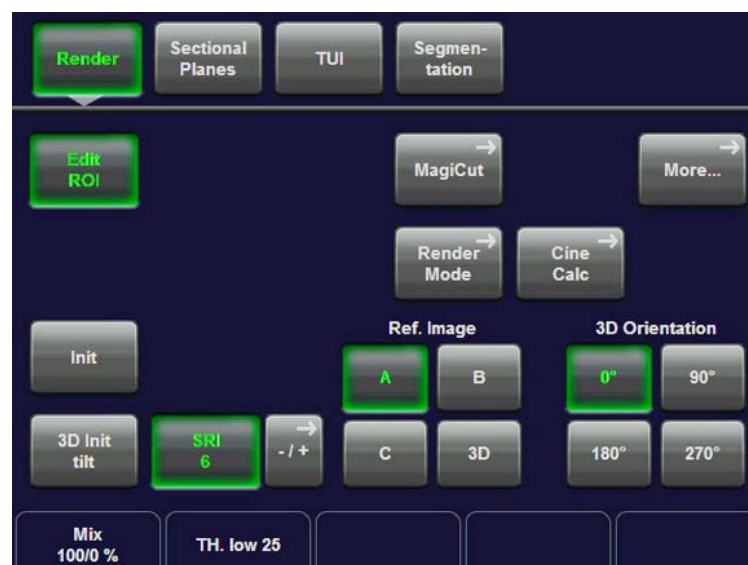 Render
Sectional
Planes
TUI
Segmen-
tation
Edit
ROI
MagiCut
More...
Render
Mode
Cine
Calc
Ref. Image
3D Orientation
Init
A
B
0°
90°
3D Init
tilt
SRI
6
- / +
C
3D
180°
270°
Mix
100/0 %
TH. low 25